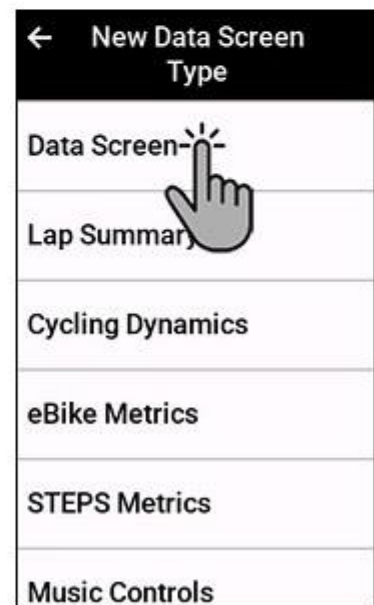 New Data Screen
Type
Data Screen
Lap Summary
Cycling Dynamics
eBike Metrics
STEPS Metrics
Music Controls